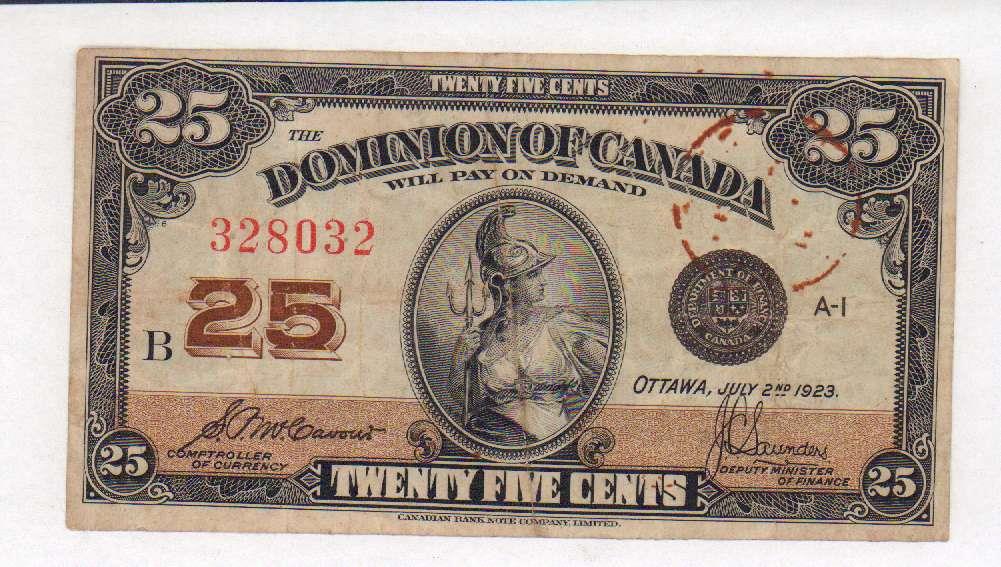 TWENTY FIVE CENTS
25 25
THE
DOMINION OF CANADA
WILL PAY ON DEMAND
328032
25
B
DEPARTMENT OF FINANCE
CANADA
A-1
OTTAWA, JULY 2ND 1923.
COMPTROLLER
OF CURRENCY
J.C. Saunders
DEPUTY MINISTER
OF FINANCE
25 25
TWENTY FIVE CENTS
CANADIAN BANK NOTE COMPANY, LIMITED.